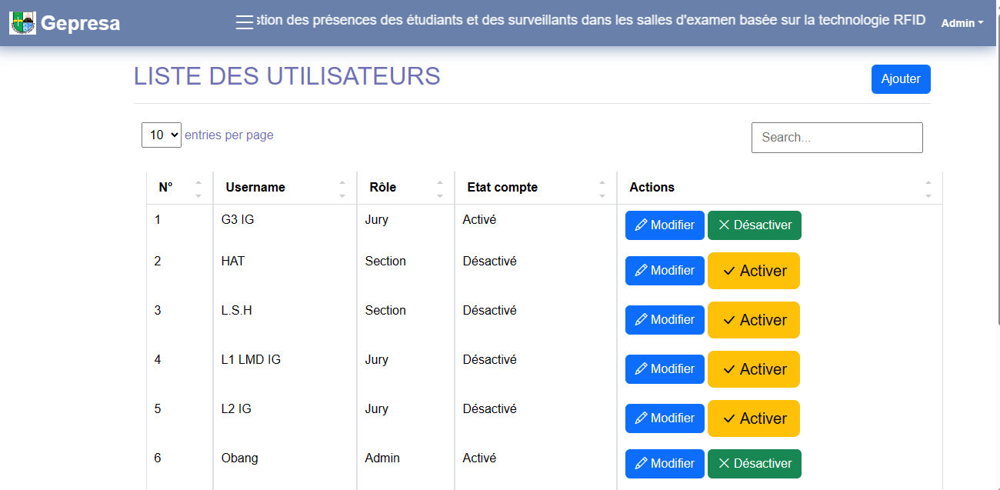 Gepresa
stion des présences des étudiants et des surveillants dans les salles d'examen basée sur la technologie RFID
Admin
LISTE DES UTILISATEURS
Ajouter
10 entries per page
Search...
N° Username Rôle Etat compte Actions
1 G3 IG Jury Activé Modifier Désactiver
2 HAT Section Désactivé Modifier Activer
3 L.S.H Section Désactivé Modifier Activer
4 L1 LMD IG Jury Désactivé Modifier Activer
5 L2 IG Jury Désactivé Modifier Activer
6 Obang Admin Activé Modifier Désactiver